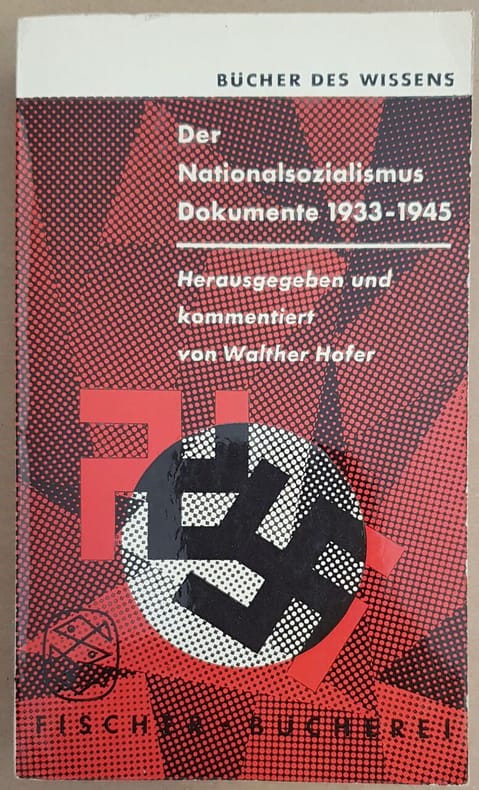 BÜCHER DES WISSENS
Der
Nationalsozialismus
Dokumente 1933-1945
Herausgegeben und
kommentiert
von Walther Hofer
FISCHER-BÜCHEREI